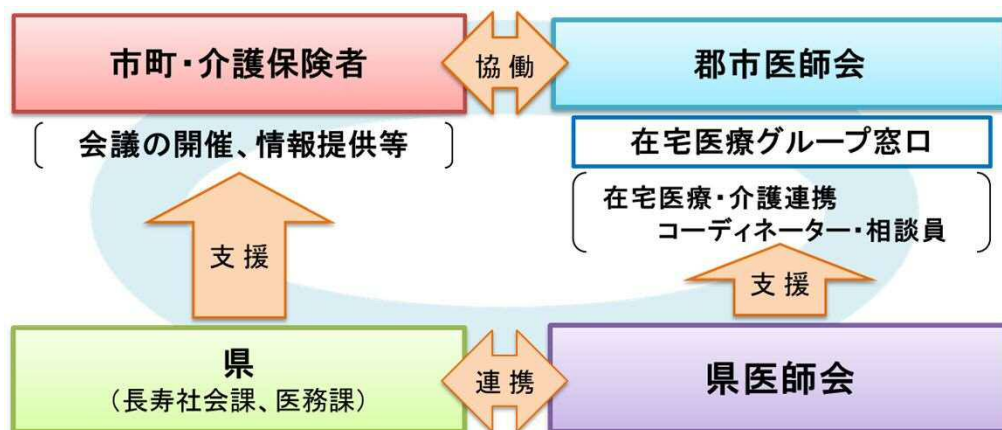 市町・介護保険者
協働
郡市医師会
会議の開催、情報提供等
在宅医療グループ窓口
在宅医療・介護連携
コーディネーター・相談員
支援
支援
県
(長寿社会課、医務課)
連携
県医師会